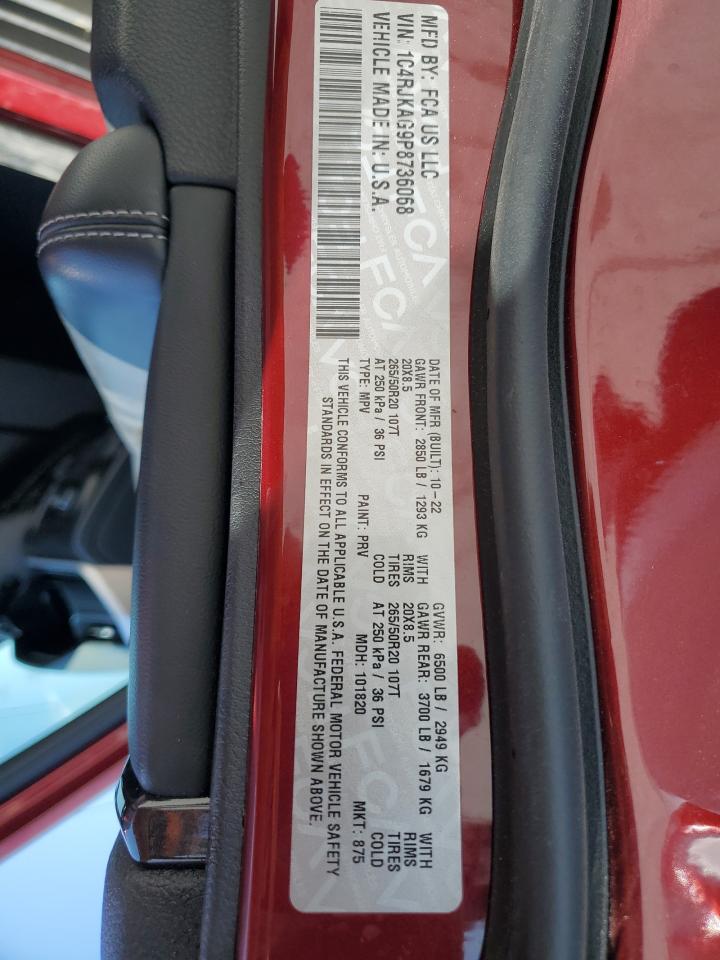 MFD BY: FCA US LLC
VIN: 1C4RJKAG9P8736068
VEHICLE MADE IN: U.S.A.
DATE OF MFR (BUILT): 10-22 GVWR: 6500 LB / 2949 KG
GAWR FRONT: 2850 LB / 1293 KG WITH GAWR REAR: 3700 LB / 1679 KG WITH
20X8.5 RIMS 20X8.5 RIMS
265/50R20 107T TIRES 265/50R20 107T TIRES
AT 250 kPa / 36 PSI COLD AT 250 kPa / 36 PSI COLD
TYPE: MPV PAINT: PRV MDH: 101820 MKT: 875
THIS VEHICLE CONFORMS TO ALL APPLICABLE U.S.A. FEDERAL MOTOR VEHICLE SAFETY
STANDARDS IN EFFECT ON THE DATE OF MANUFACTURE SHOWN ABOVE.
FCA
FCA
FCA